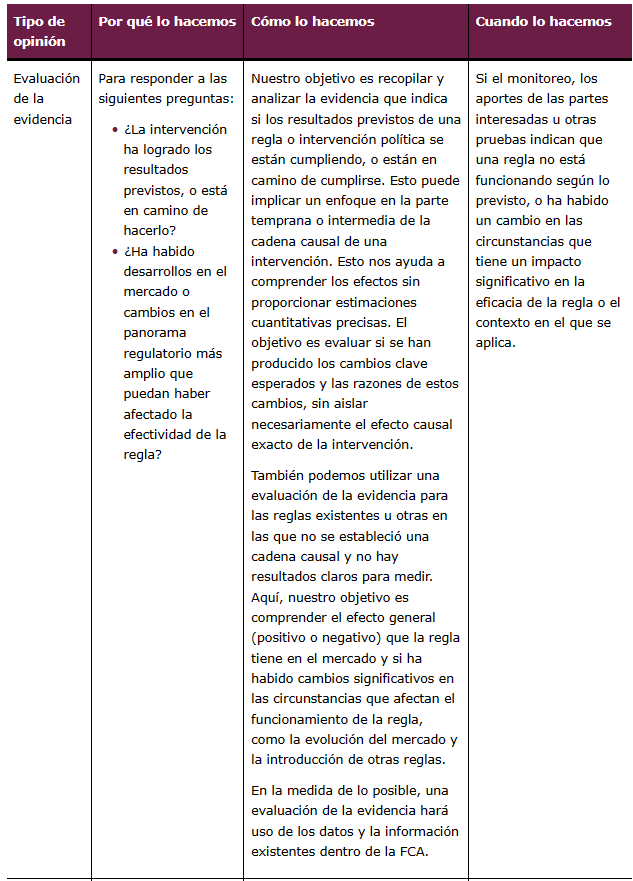 Tipo de
opinión
Por qué lo hacemos
Cómo lo hacemos
Cuando lo hacemos
Evaluación
de la
evidencia
Para responder a las
siguientes preguntas:
• ¿La intervención
ha logrado los
resultados
previstos, o está
en camino de
hacerlo?
• ¿Ha habido
desarrollos en el
mercado o
cambios en el
panorama
regulatorio más
amplio que
puedan haber
afectado la
efectividad de la
regla?
Nuestro objetivo es recopilar y
analizar la evidencia que indica
si los resultados previstos de una
regla o intervención política se
están cumpliendo, o están en
camino de cumplirse. Esto puede
implicar un enfoque en la parte
temprana o intermedia de la
cadena causal de una
intervención. Esto nos ayuda a
comprender los efectos sin
proporcionar estimaciones
cuantitativas precisas. El
objetivo es evaluar si se han
producido los cambios clave
esperados y las razones de estos
cambios, sin aislar
necesariamente el efecto causal
exacto de la intervención.
También podemos utilizar una
evaluación de la evidencia para
las reglas existentes u otras en
las que no se estableció una
cadena causal y no hay
resultados claros para medir.
Aquí, nuestro objetivo es
comprender el efecto general
(positivo o negativo) que la regla
tiene en el mercado y si ha
habido cambios significativos en
las circunstancias que afectan el
funcionamiento de la regla,
como la evolución del mercado y
la introducción de otras reglas.
En la medida de lo posible, una
evaluación de la evidencia hará
uso de los datos y la información
existentes dentro de la FCA.
Si el monitoreo, los
aportes de las partes
interesadas u otras
pruebas indican que
una regla no está
funcionando según lo
previsto, o ha habido
un cambio en las
circunstancias que
tiene un impacto
significativo en la
eficacia de la regla o el
contexto en el que se
aplica.